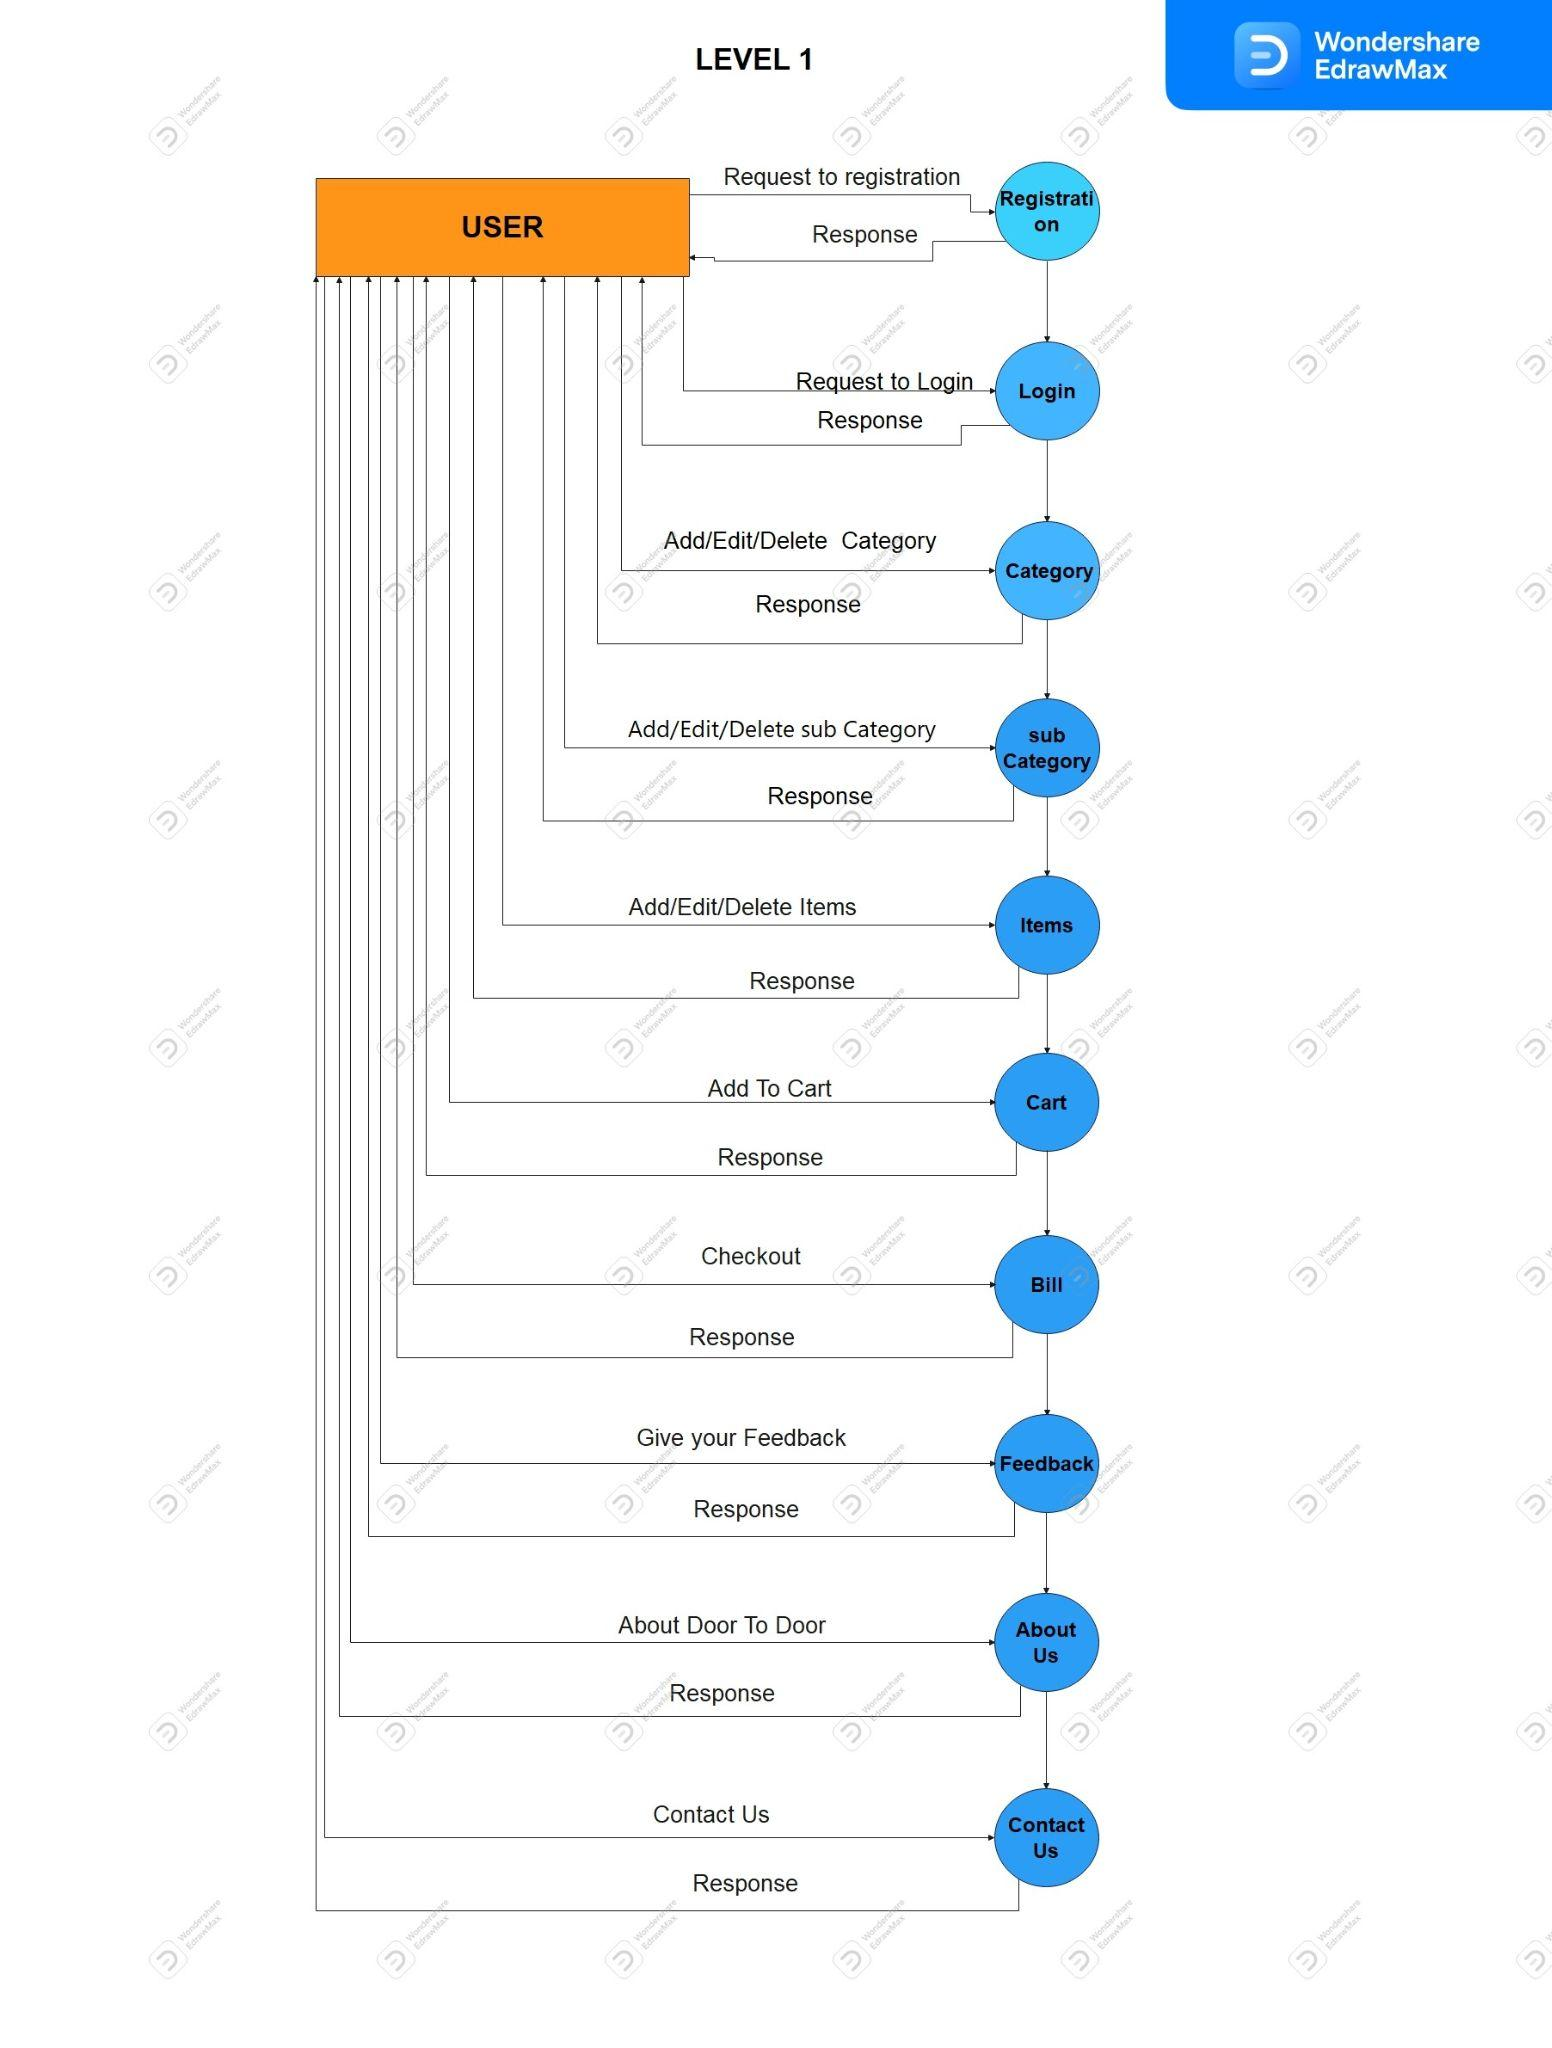 LEVEL 1
Wondershare
EdrawMax
Request to registration
Registrati
on
USER
Response
Request to Login
Login
Response
Add/Edit/Delete  Category
Category
Response
Add/Edit/Delete sub Category
sub
Category
Response
Add/Edit/Delete Items
Items
Response
Add To Cart
Cart
Response
Checkout
Bill
Response
Give your Feedback
Feedback
Response
About Door To Door
About
Us
Response
Contact Us
Contact
Us
Response